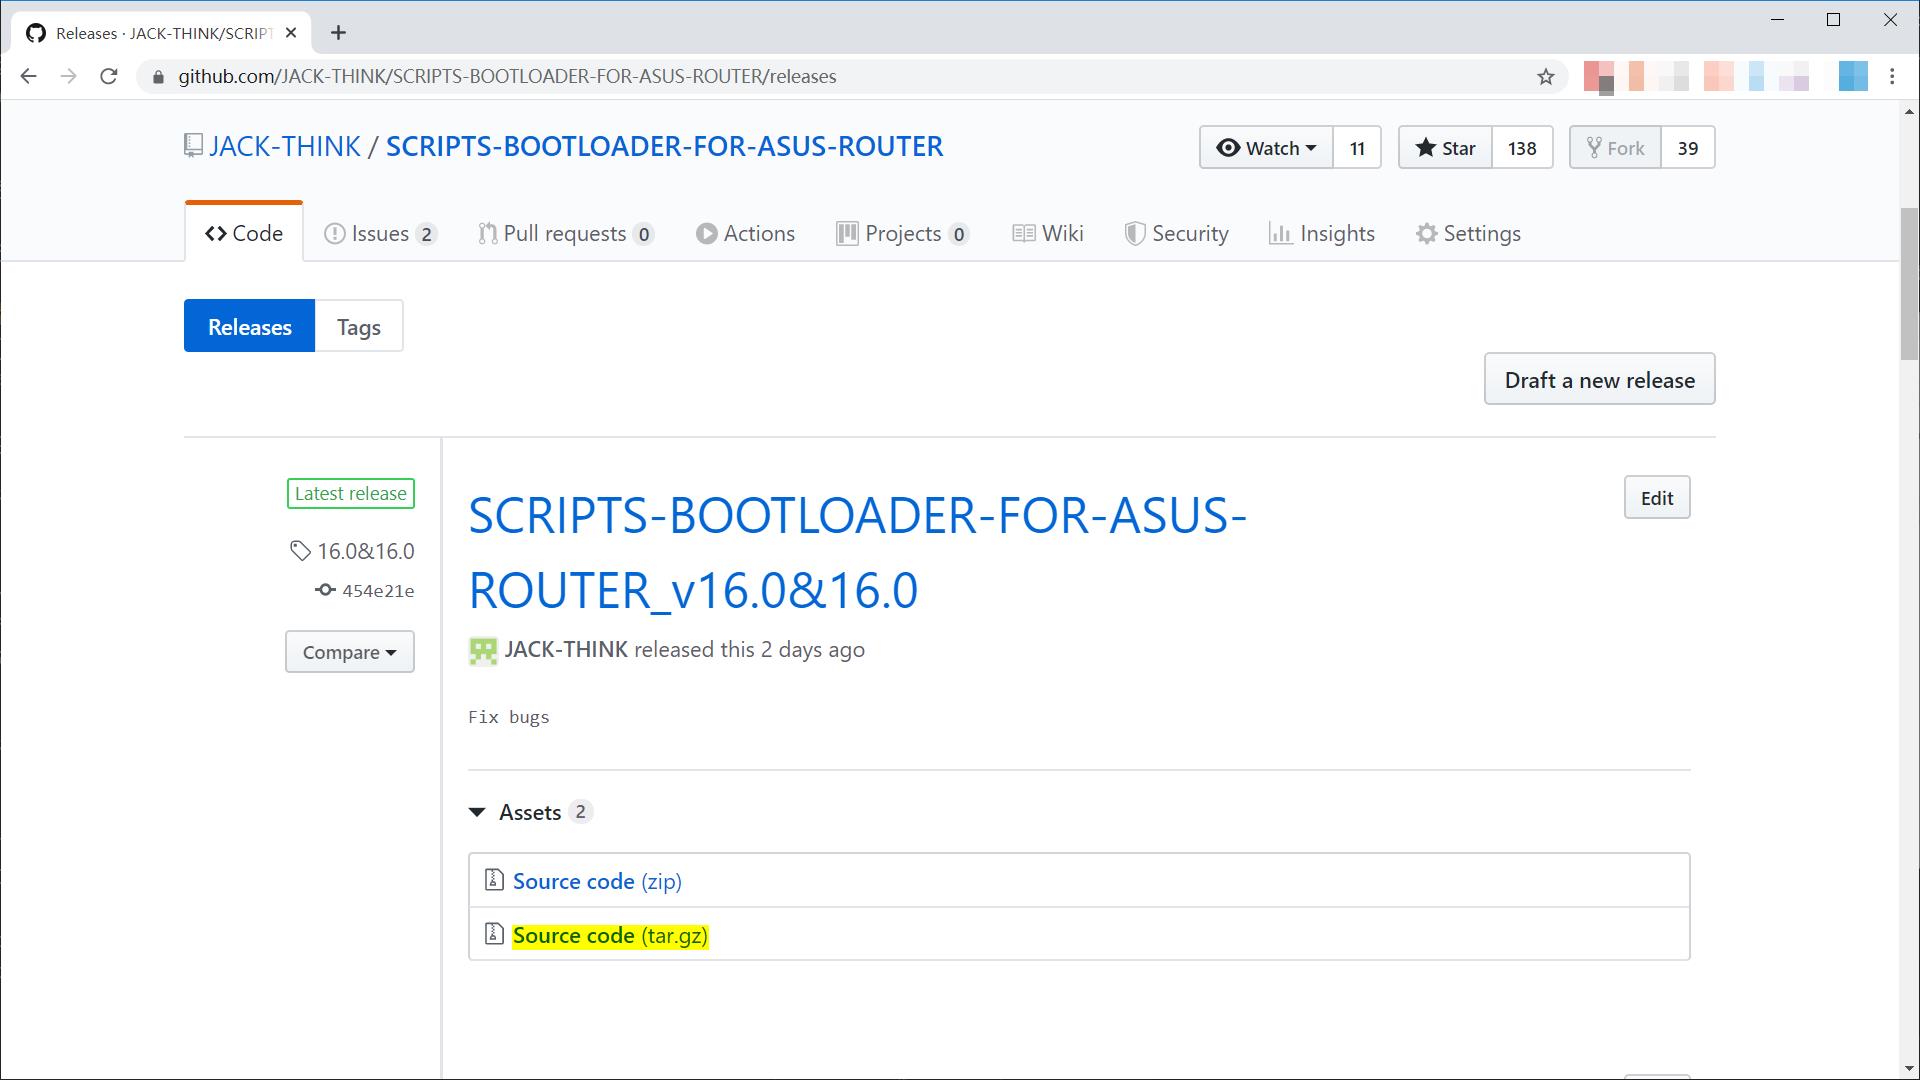 Releases · JACK-THINK/SCRIPT
github.com/JACK-THINK/SCRIPTS-BOOTLOADER-FOR-ASUS-ROUTER/releases
JACK-THINK / SCRIPTS-BOOTLOADER-FOR-ASUS-ROUTER
Watch 11 Star 138 Fork 39
Code Issues 2 Pull requests 0 Actions Projects 0 Wiki Security Insights Settings
Releases Tags
Draft a new release
Latest release
16.0&16.0
454e21e
Compare
SCRIPTS-BOOTLOADER-FOR-ASUS-
ROUTER_v16.0&16.0
Edit
JACK-THINK released this 2 days ago
Fix bugs
Assets 2
Source code (zip)
Source code (tar.gz)